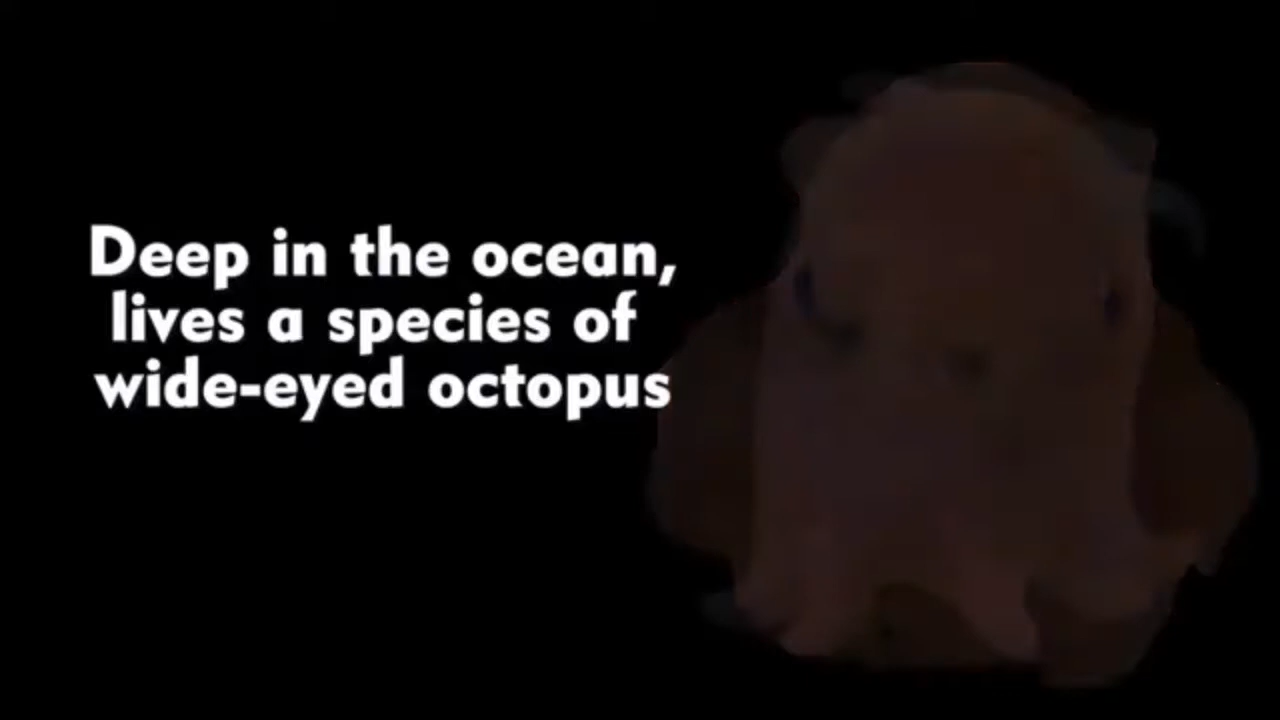 Deep in the ocean,
lives a species of
wide-eyed octopus